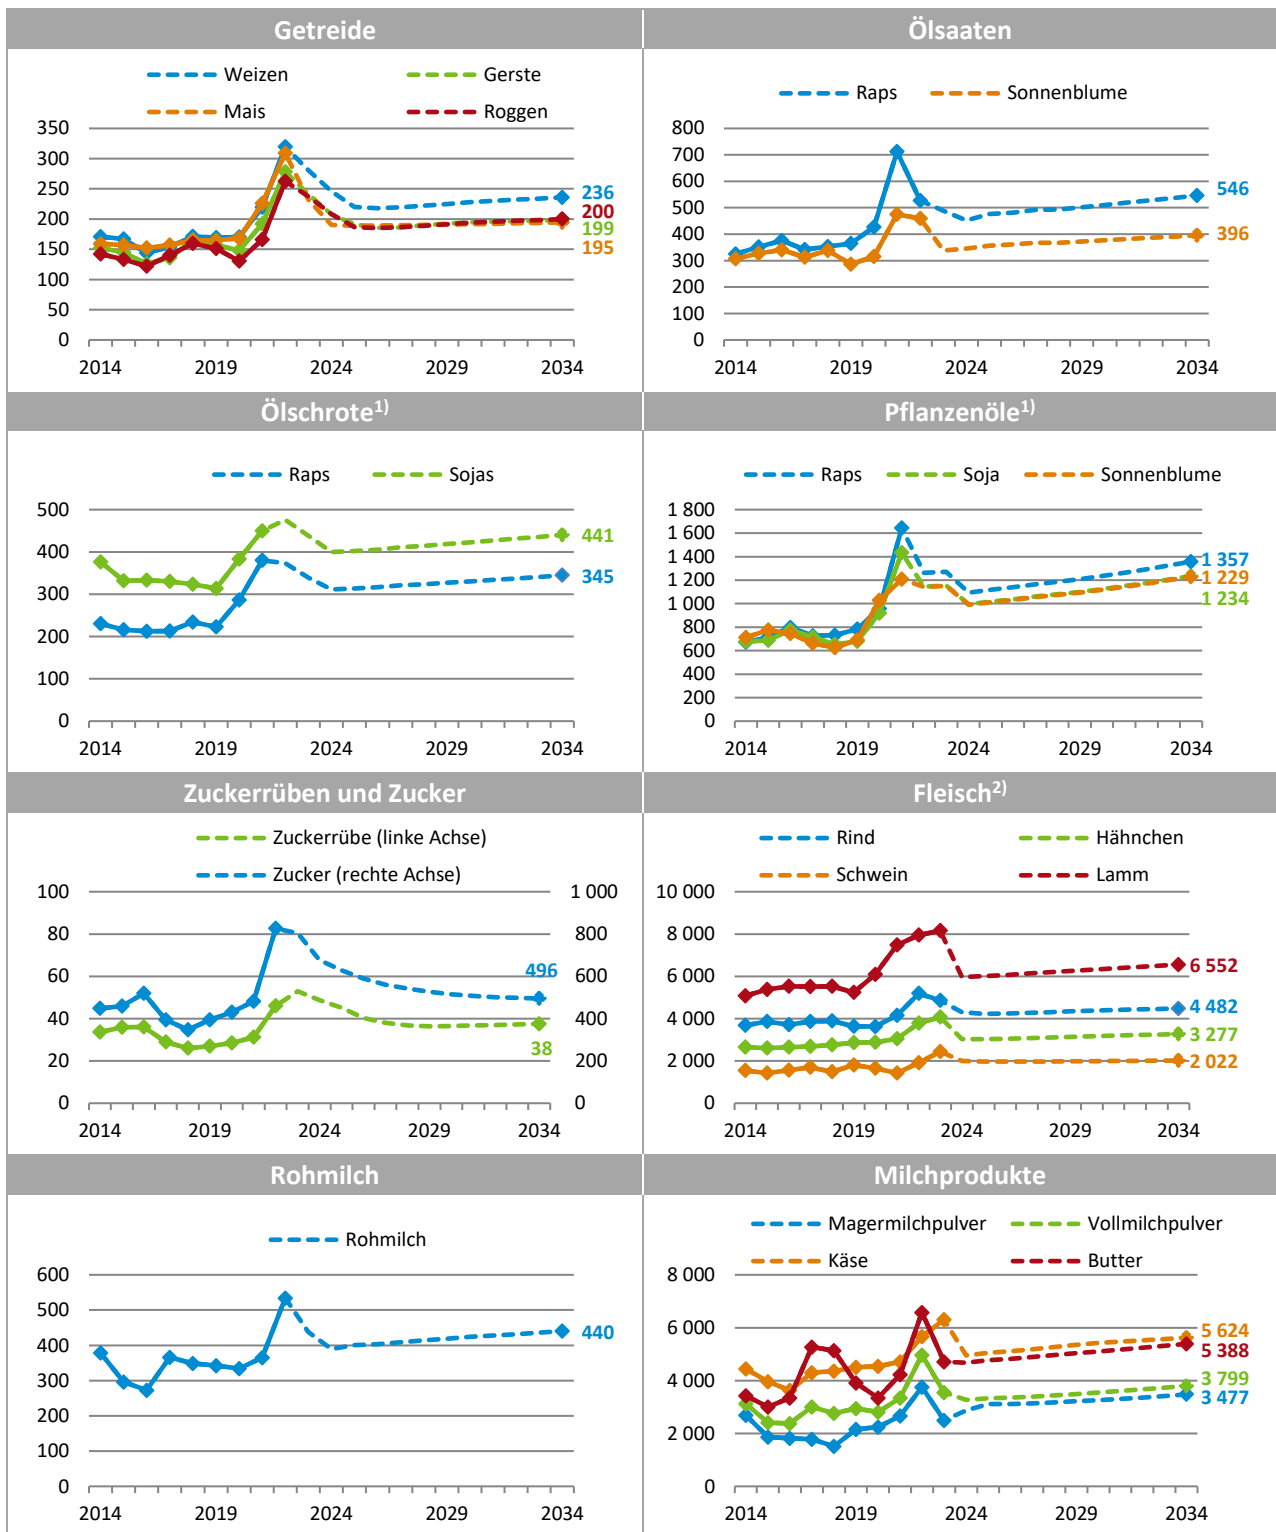 Getreide
Weizen
Gerste
Mais
Roggen
350
300
250
200
150
100
50
0
236
200
199
195
2014 2019 2024 2029 2034
Ölsaaten
Raps
Sonnenblume
800
700
600
500
400
300
200
100
0
546
396
2014 2019 2024 2029 2034
Ölschrote1)
Raps
Sojas
500
400
300
200
100
0
441
345
2014 2019 2024 2029 2034
Pflanzenöle1)
Raps
Soja
Sonnenblume
1 800
1 600
1 400
1 200
1 000
800
600
400
200
0
1 357
1 229
1 234
2014 2019 2024 2029 2034
Zuckerrüben und Zucker
Zuckerrübe (linke Achse)
Zucker (rechte Achse)
100
80
60
40
20
0
1 000
800
600
400
200
0
496
38
2014 2019 2024 2029 2034
Fleisch2)
Rind
Hähnchen
Schwein
Lamm
10 000
8 000
6 000
4 000
2 000
0
6 552
4 482
3 277
2 022
2014 2019 2024 2029 2034
Rohmilch
Rohmilch
600
500
400
300
200
100
0
440
2014 2019 2024 2029 2034
Milchprodukte
Magermilchpulver
Vollmilchpulver
Käse
Butter
8 000
6 000
4 000
2 000
0
5 624
5 388
3 799
3 477
2014 2019 2024 2029 2034